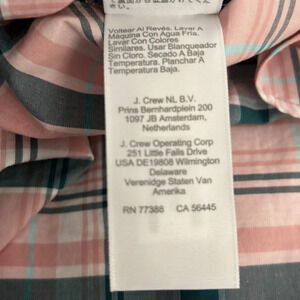 Voltear Al Revés. Lavar A
Máquina Con Agua Fria.
Lavar Con Colores
Similares. Usar Blanqueador
Sin Cloro. Secado A Baja
Temperatura. Planchar A
Temperatura Baja.
J. Crew NL B.V.
Prins Bernhardplein 200
1097 JB Amsterdam,
Netherlands
J. Crew Operating Corp
251 Little Falls Drive
USA DE19808 Wilmington
Delaware
Verenidge Staten Van
Amerika
RN 77388 CA 56445